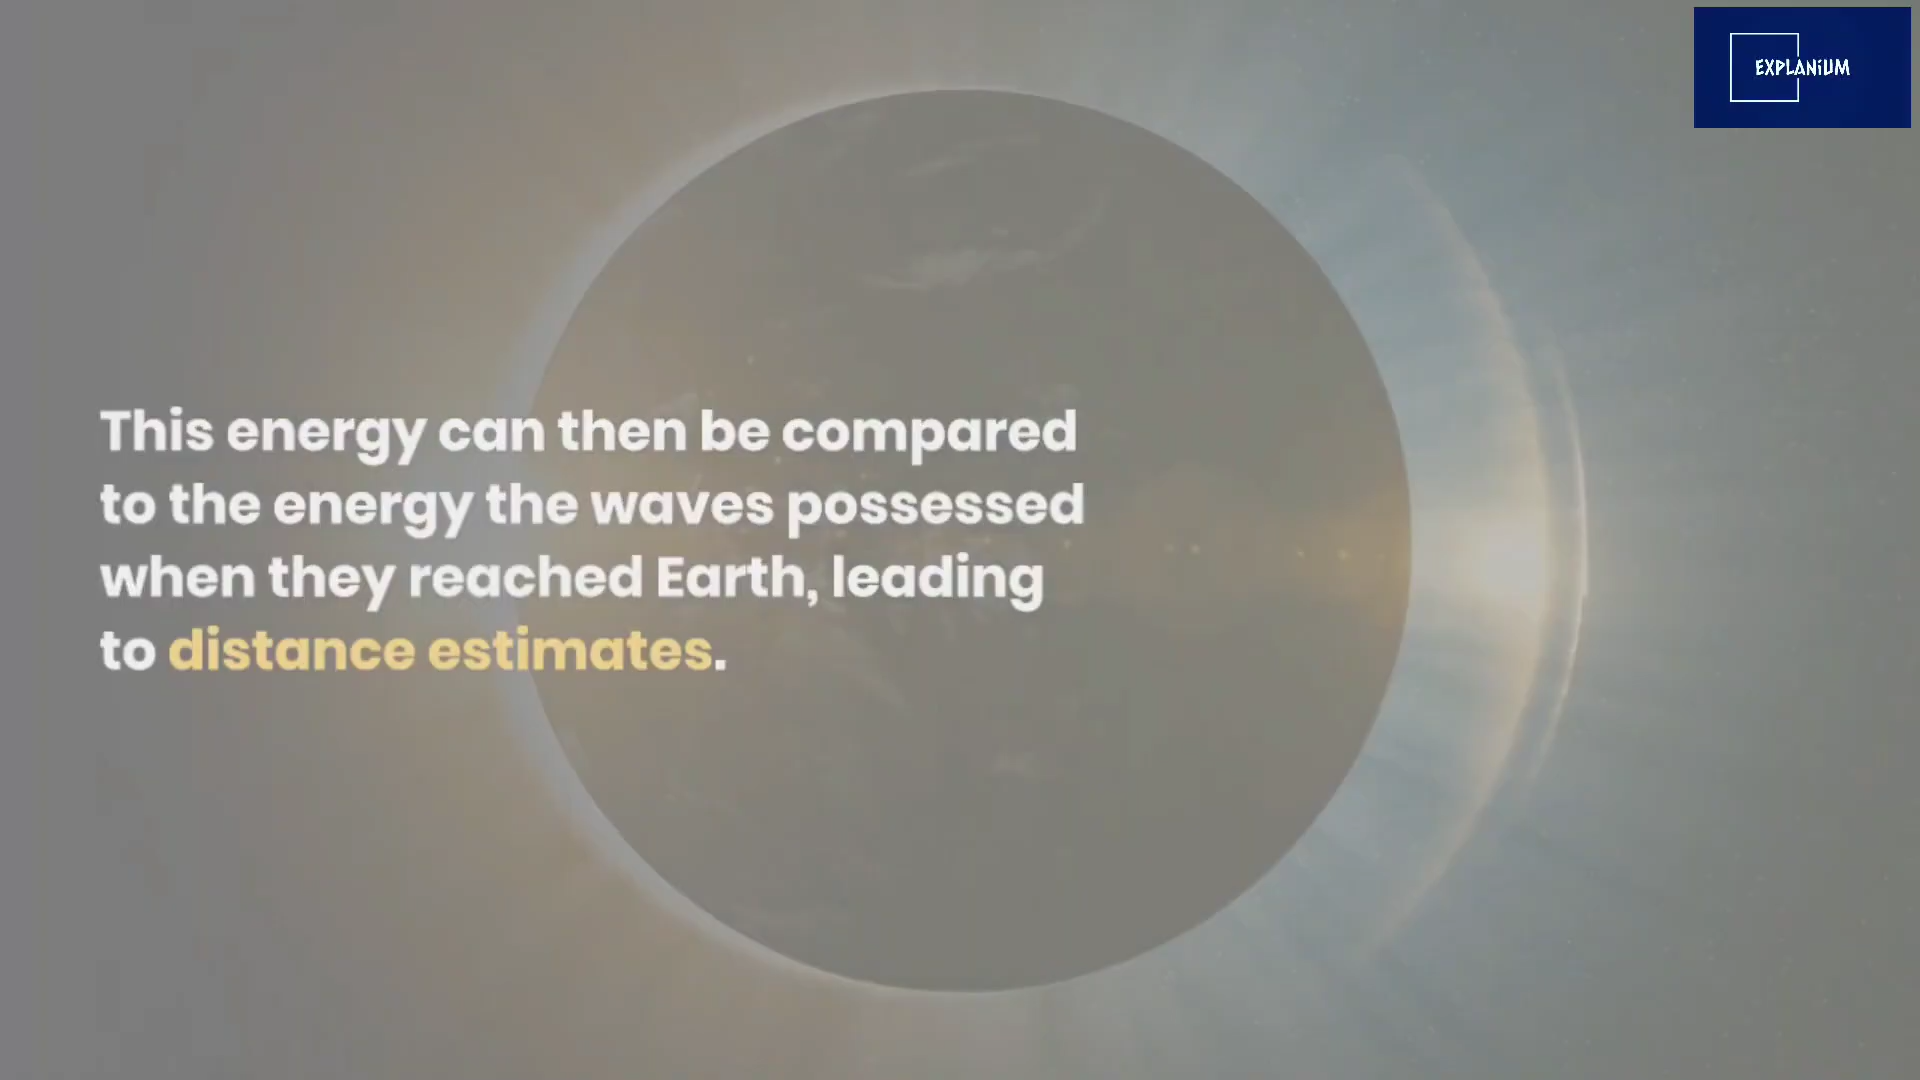 EXPLANiUM
This energy can then be compared
to the energy the waves possessed
when they reached Earth, leading
to distance estimates.